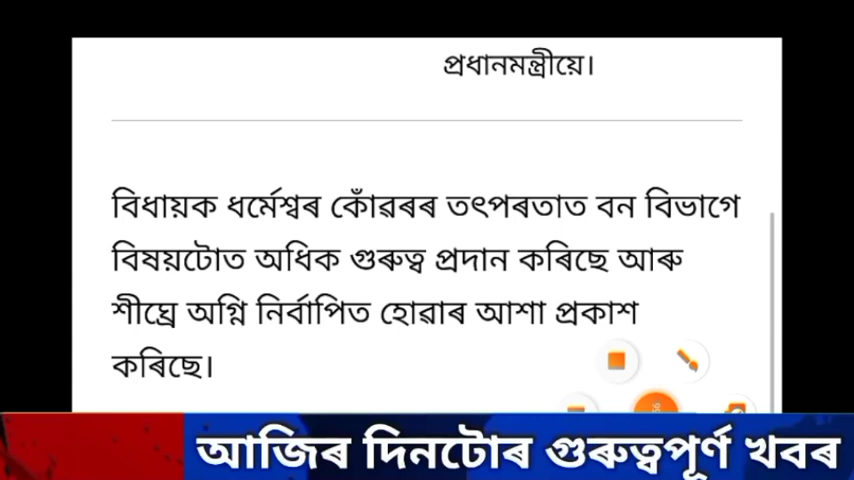 প্ৰধানমন্ত্ৰীয়ে।
বিধায়ক ধৰ্মেশ্বৰ কোঁৱৰৰ তৎপৰতাত বন বিভাগে
বিষয়টোত অধিক গুৰুত্ব প্ৰদান কৰিছে আৰু
শীঘ্ৰে অগ্নি নিৰ্বাপিত হোৱাৰ আশা প্ৰকাশ
কৰিছে।
আজিৰ দিনটোৰ গুৰুত্বপূৰ্ণ খবৰ